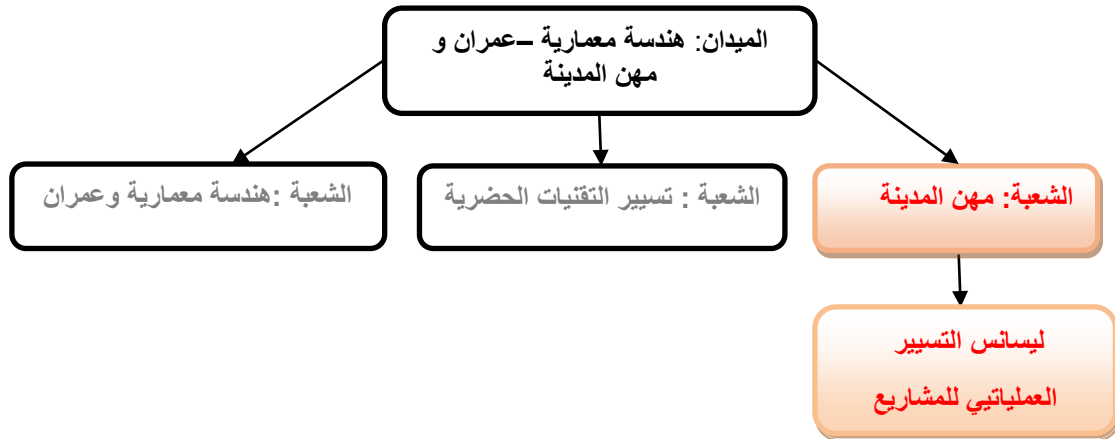 الميدان: هندسة معمارية –عمران و
مهن المدينة
الشعبة: مهن المدينة
الشعبة : تسيير التقنيات الحضرية
الشعبة :هندسة معمارية وعمران
ليسانس التسيير
العملياتيي للمشاريع